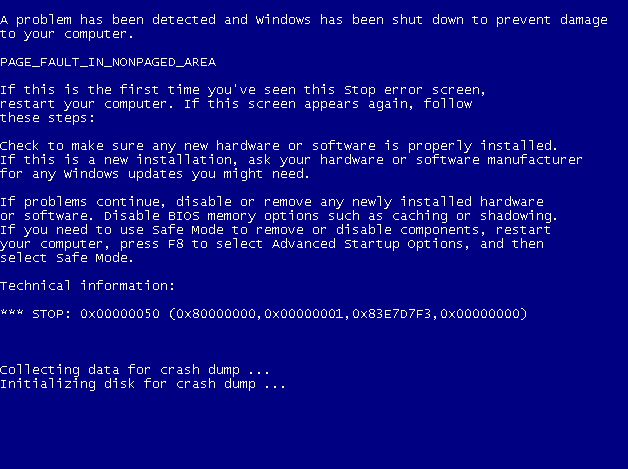 A problem has been detected and Windows has been shut down to prevent damage
to your computer.
PAGE_FAULT_IN_NONPAGED_AREA
If this is the first time you've seen this Stop error screen,
restart your computer. If this screen appears again, follow
these steps:
Check to make sure any new hardware or software is properly installed.
If this is a new installation, ask your hardware or software manufacturer
for any Windows updates you might need.
If problems continue, disable or remove any newly installed hardware
or software. Disable BIOS memory options such as caching or shadowing.
If you need to use Safe Mode to remove or disable components, restart
your computer, press F8 to select Advanced Startup Options, and then
select Safe Mode.
Technical information:
*** STOP: 0x00000050 (0x80000000,0x00000001,0x83E7D7F3,0x00000000)
Collecting data for crash dump ...
Initializing disk for crash dump ...